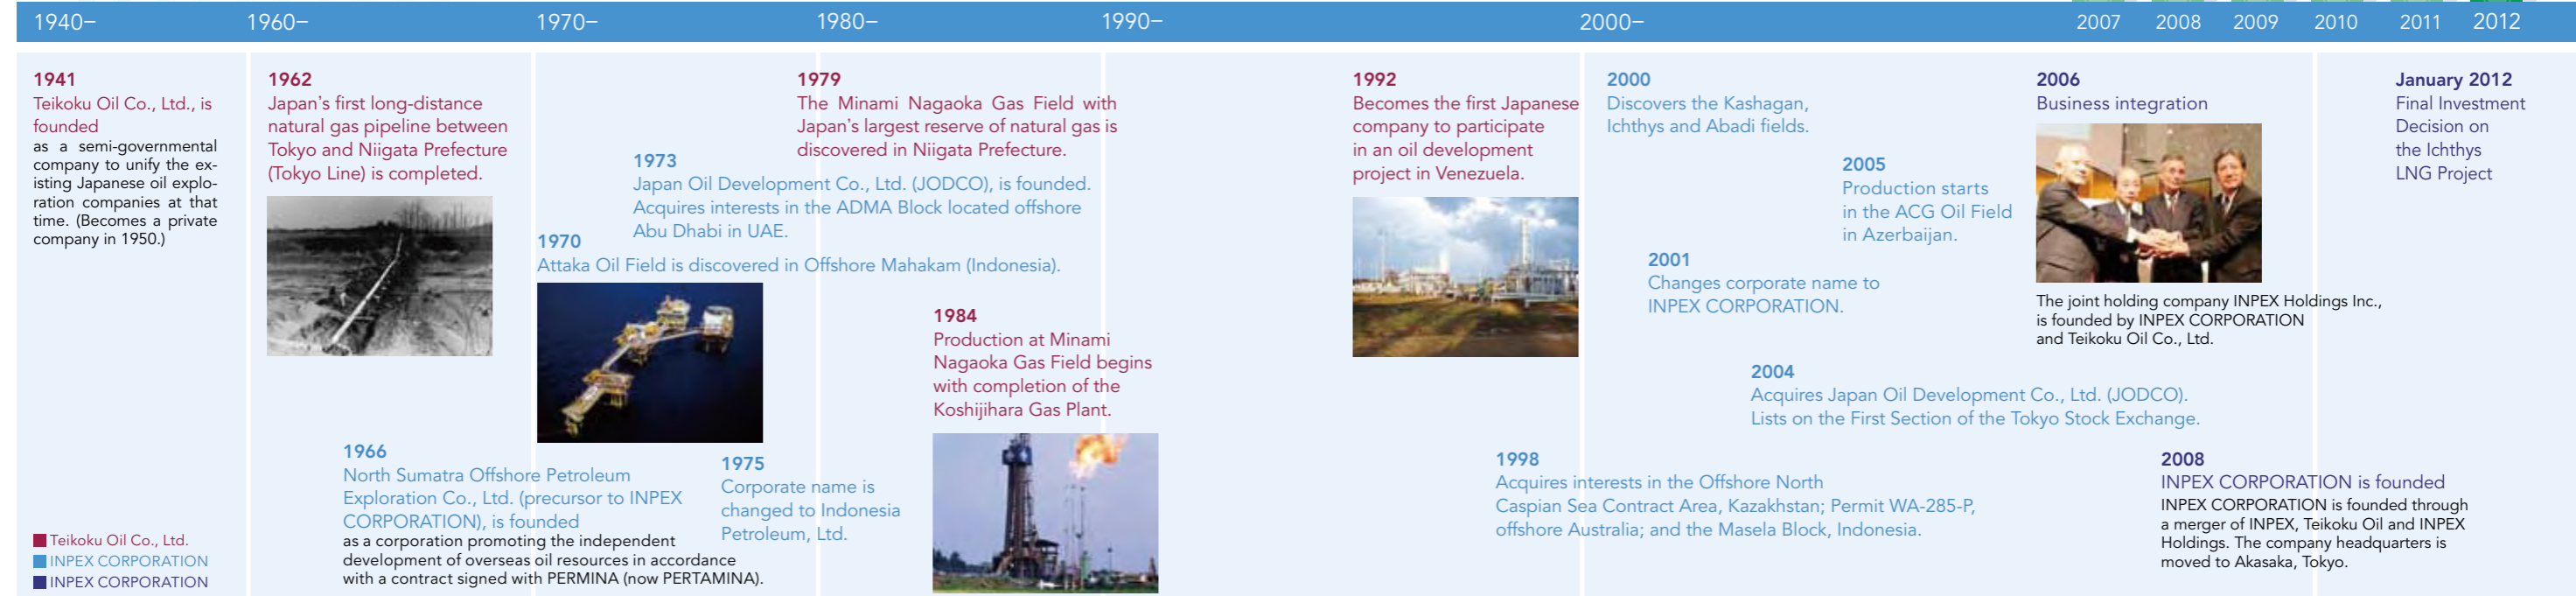 1940–
1960–
1970–
1980–
1990–
2000–
2007
2008
2009
2010
2011
2012
1941
Teikoku Oil Co., Ltd., is
founded
as a semi-governmental
company to unify the ex-
isting Japanese oil explo-
ration companies at that
time. (Becomes a private
company in 1950.)
1962
Japan's first long-distance
natural gas pipeline between
Tokyo and Niigata Prefecture
(Tokyo Line) is completed.
1966
North Sumatra Offshore Petroleum
Exploration Co., Ltd. (precursor to INPEX
CORPORATION), is founded
as a corporation promoting the independent
development of overseas oil resources in accordance
with a contract signed with PERMINA (now PERTAMINA).
1979
The Minami Nagaoka Gas Field with
Japan's largest reserve of natural gas is
discovered in Niigata Prefecture.
1973
Japan Oil Development Co., Ltd. (JODCO), is founded.
Acquires interests in the ADMA Block located offshore
Abu Dhabi in UAE.
1970
Attaka Oil Field is discovered in Offshore Mahakam (Indonesia).
1975
Corporate name is
changed to Indonesia
Petroleum, Ltd.
1984
Production at Minami
Nagaoka Gas Field begins
with completion of the
Koshijihara Gas Plant.
1992
Becomes the first Japanese
company to participate
in an oil development
project in Venezuela.
1998
Acquires interests in the Offshore North
Caspian Sea Contract Area, Kazakhstan; Permit WA-285-P,
offshore Australia; and the Masela Block, Indonesia.
2000
Discovers the Kashagan,
Ichthys and Abadi fields.
2005
Production starts
in the ACG Oil Field
in Azerbaijan.
2001
Changes corporate name to
INPEX CORPORATION.
2004
Acquires Japan Oil Development Co., Ltd. (JODCO).
Lists on the First Section of the Tokyo Stock Exchange.
2006
Business integration
The joint holding company INPEX Holdings Inc.,
is founded by INPEX CORPORATION
and Teikoku Oil Co., Ltd.
2008
INPEX CORPORATION is founded
INPEX CORPORATION is founded through
a merger of INPEX, Teikoku Oil and INPEX
Holdings. The company headquarters is
moved to Akasaka, Tokyo.
January 2012
Final Investment
Decision on
the Ichthys
LNG Project
Teikoku Oil Co., Ltd.
INPEX CORPORATION
INPEX CORPORATION